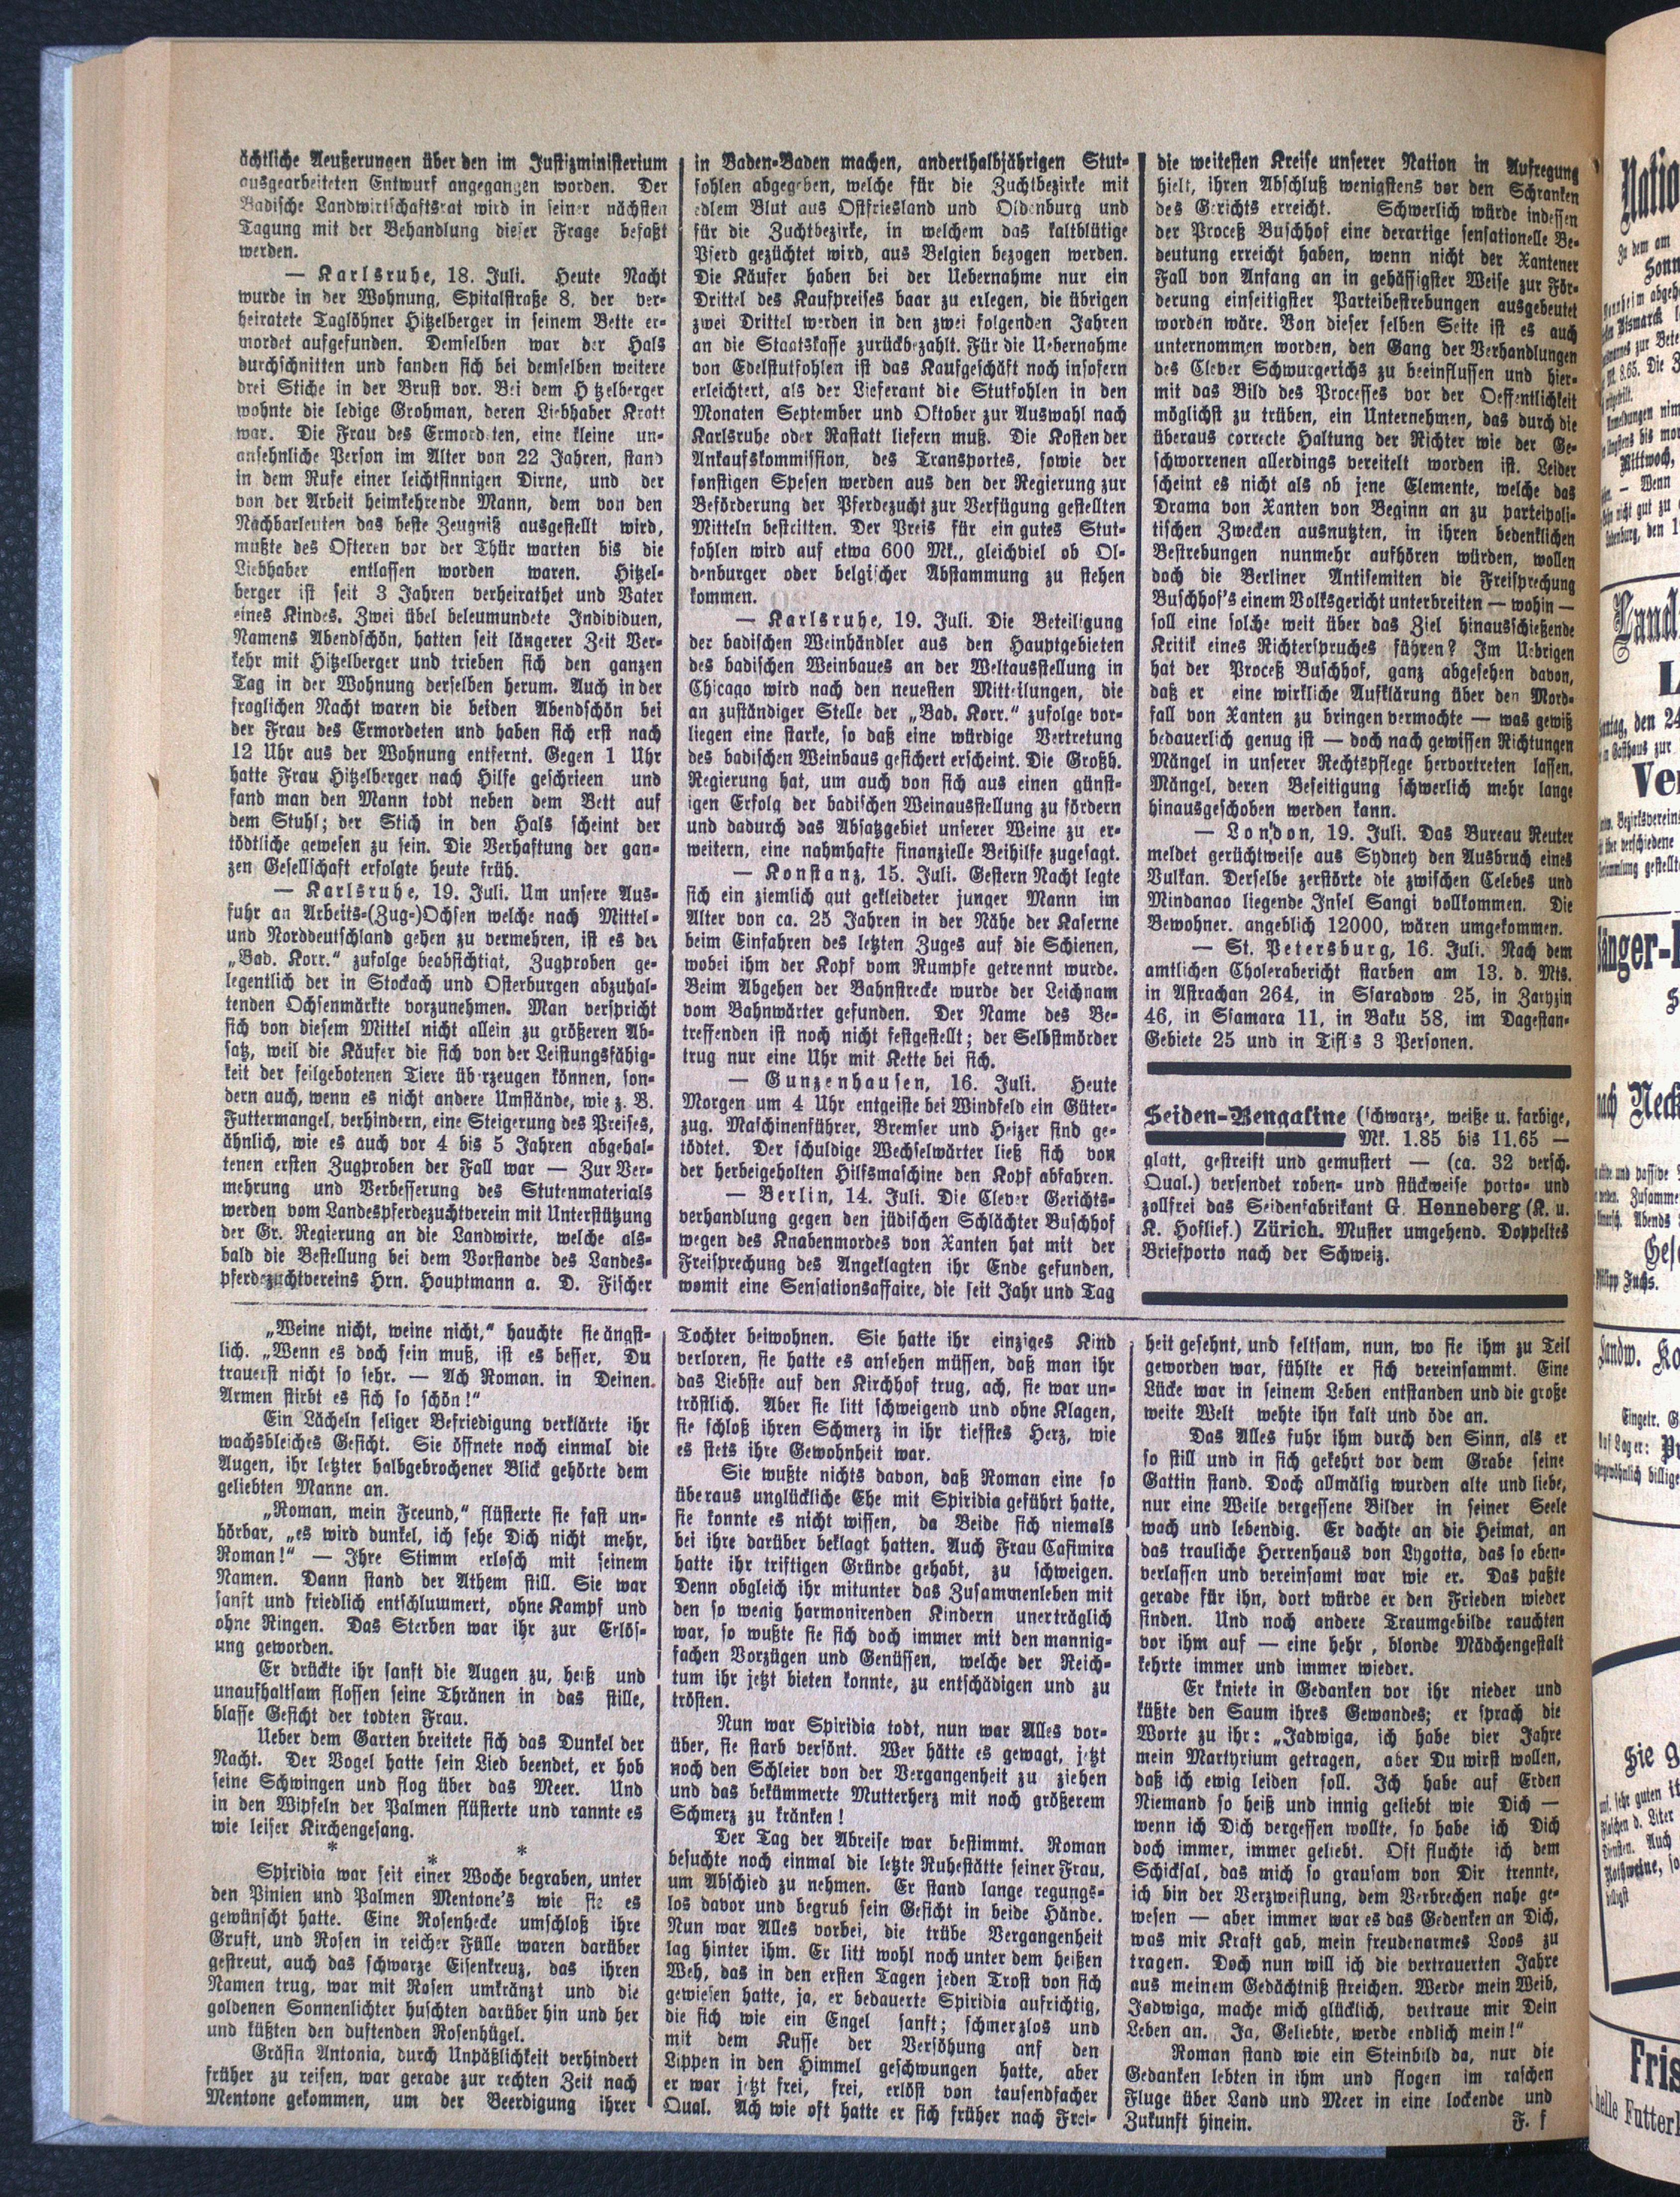 ächtliche Aeußerungen über den im Justizministerium
ausgearbeiteten Entwurf angegangen worden. Der
Badische Landwirtschaftsrat wird in seiner nächsten
Tagung mit der Behandlung dieser Frage befaßt
werden.
— Karlsruhe, 18. Juli. Heute Nacht
wurde in der Wohnung, Spitalstraße 8, der ver-
heiratete Taglöhner Hitzelberger in seinem Bette er-
mordet aufgefunden. Demselben war der Hals
durchschnitten und fanden sich bei demselben weitere
drei Stiche in der Brust vor. Bei dem Hitzelberger
wohnte die ledige Grohman, deren Liebhaber Kratt
war. Die Frau des Ermordeten, eine kleine un-
ansehnliche Person im Alter von 22 Jahren, stand
in dem Rufe einer leichtsinnigen Dirne, und der
von der Arbeit heimkehrende Mann, dem von den
Nachbarleuten das beste Zeugniß ausgestellt wird,
mußte des Ofteren vor der Thür warten bis die
Liebhaber entlassen worden waren. Hitzel-
berger ist seit 3 Jahren verheirathet und Vater
eines Kindes. Zwei übel beleumundete Individuen,
Namens Abendschön, hatten seit längerer Zeit Ver-
kehr mit Hitzelberger und trieben sich den ganzen
Tag in der Wohnung derselben herum. Auch in der
fraglichen Nacht waren die beiden Abendschön bei
der Frau des Ermordeten und haben sich erst nach
12 Uhr aus der Wohnung entfernt. Gegen 1 Uhr
hatte Frau Hitzelberger nach Hilfe geschrieen und
fand man den Mann todt neben dem Bett auf
dem Stuhl; der Stich in den Hals scheint der
tödtliche gewesen zu sein. Die Verhaftung der gan-
zen Gesellschaft erfolgte heute früh.
— Karlsruhe, 19. Juli. Um unsere Aus-
fuhr an Arbeits-(Zug-)Ochsen welche nach Mittel-
und Norddeutschland gehen zu vermehren, ist es der
„Bad. Korr.“ zufolge beabsichtigt, Zugproben ge-
legentlich der in Stockach und Osterburgen abzuhal-
tenden Ochsenmärkte vorzunehmen. Man verspricht
sich von diesem Mittel nicht allein zu größeren Ab-
satz, weil die Käufer die sich von der Leistungsfähig-
keit der feilgebotenen Tiere überzeugen können, son-
dern auch, wenn es nicht andere Umstände, wie z. B.
Futtermangel, verhindern, eine Steigerung des Preises,
ähnlich, wie es auch vor 4 bis 5 Jahren abgehal-
tenen ersten Zugproben der Fall war — Zur Ver-
mehrung und Verbesserung des Stutenmaterials
werden vom Landespferdezuchtverein mit Unterstützung
der Gr. Regierung an die Landwirte, welche als-
bald die Bestellung bei dem Vorstande des Landes-
pferdezuchtvereins Hrn. Hauptmann a. D. Fischer
in Baden-Baden machen, anderthalbjährigen Stut-
fohlen abgegeben, welche für die Zuchtbezirke mit
edlem Blut aus Ostfriesland und Oldenburg und
für die Zuchtbezirke, in welchem das kaltblütige
Pferd gezüchtet wird, aus Belgien bezogen werden.
Die Käufer haben bei der Uebernahme nur ein
Drittel des Kaufpreises baar zu erlegen, die übrigen
zwei Drittel werden in den zwei folgenden Jahren
an die Staatskasse zurückbezahlt. Für die Uebernahme
von Edelstutfohlen ist das Kaufgeschäft noch insofern
erleichtert, als der Lieferant die Stutfohlen in den
Monaten September und Oktober zur Auswahl nach
Karlsruhe oder Rastatt liefern muß. Die Kosten der
Ankaufskommission, des Transportes, sowie der
sonstigen Spesen werden aus den der Regierung zur
Beförderung der Pferdezucht zur Verfügung gestellten
Mitteln bestritten. Der Preis für ein gutes Stut-
fohlen wird auf etwa 600 Mk., gleichviel ob Ol-
denburger oder belgischer Abstammung zu stehen
kommen.
— Karlsruhe, 19. Juli. Die Beteiligung
der badischen Weinhändler aus den Hauptgebieten
des badischen Weinbaues an der Weltausstellung in
Chicago wird nach den neuesten Mitteilungen, die
an zuständiger Stelle der „Bad. Korr.“ zufolge vor-
liegen eine starke, so daß eine würdige Vertretung
des badischen Weinbaus gesichert erscheint. Die Großh.
Regierung hat, um auch von sich aus einen günst-
igen Erfolg der badischen Weinausstellung zu fördern
und dadurch das Absatzgebiet unserer Weine zu er-
weitern, eine nahmhafte finanzielle Beihilfe zugesagt.
— Konstanz, 15. Juli. Gestern Nacht legte
sich ein ziemlich gut gekleideter junger Mann im
Alter von ca. 25 Jahren in der Nähe der Kaserne
beim Einfahren des letzten Zuges auf die Schienen,
wobei ihm der Kopf vom Rumpfe getrennt wurde.
Beim Abgehen der Bahnstrecke wurde der Leichnam
vom Bahnwärter gefunden. Der Name des Be-
treffenden ist noch nicht festgestellt; der Selbstmörder
trug nur eine Uhr mit Kette bei sich.
— Gunzenhausen, 16. Juli. Heute
Morgen um 4 Uhr entgeiste bei Windfeld ein Güter-
zug. Maschinenführer, Bremser und Heizer sind ge-
tödtet. Der schuldige Wechselwärter ließ sich von
der herbeigeholten Hilfsmaschine den Kopf abfahren.
— Berlin, 14. Juli. Die Clever Gerichts-
verhandlung gegen den jüdischen Schlächter Buschhof
wegen des Knabenmordes von Xanten hat mit der
Freisprechung des Angeklagten ihr Ende gefunden,
womit eine Sensationsaffaire, die seit Jahr und Tag
die weitesten Kreise unserer Nation in Aufregung
hielt, ihren Abschluß wenigstens vor den Schranken
des Gerichts erreicht. Schwerlich würde indessen
der Proceß Buschhof eine derartige sensationelle Be-
deutung erreicht haben, wenn nicht der Xantener
Fall von Anfang an in gehässigster Weise zur För-
derung einseitigster Parteibestrebungen ausgebeutet
worden wäre. Von dieser selben Seite ist es auch
unternommen worden, den Gang der Verhandlungen
des Clever Schwurgerichs zu beeinflussen und hier-
mit das Bild des Processes vor der Oeffentlichkeit
möglichst zu trüben, ein Unternehmen, das durch die
überaus correcte Haltung der Richter wie der Ge-
schworrenen allerdings vereitelt worden ist. Leider
scheint es nicht als ob jene Elemente, welche das
Drama von Xanten von Beginn an zu parteipoli-
tischen Zwecken ausnutzten, in ihren bedenklichen
Bestrebungen nunmehr aufhören würden, wollen
doch die Berliner Antisemiten die Freisprechung
Buschhof's einem Volksgericht unterbreiten — wohin —
soll eine solche weit über das Ziel hinausschießende
Kritik eines Richterspruches führen? Im Uebrigen
hat der Proceß Buschhof, ganz abgesehen davon,
daß er eine wirkliche Aufklärung über den Mord-
fall von Xanten zu bringen vermochte — was gewiß
bedauerlich genug ist — doch nach gewissen Richtungen
Mängel in unserer Rechtspflege hervortreten lassen.
Mängel, deren Beseitigung schwerlich mehr lange
hinausgeschoben werden kann.
— London, 19. Juli. Das Bureau Reuter
meldet gerüchtweise aus Sydney den Ausbruch eines
Vulkan. Derselbe zerstörte die zwischen Celebes und
Mindanao liegende Insel Sangi vollkommen. Die
Bewohner. angeblich 12000, wären umgekommen.
— St. Petersburg, 16. Juli. Nach dem
amtlichen Cholerabericht starben am 13. d. Mts.
in Astrachan 264, in Ssaradow 25, in Zaryzin
46, in Ssamara 11, in Baku 58, im Dagestan-
Gebiete 25 und in Tiflis 3 Personen.
Seiden-Bengaline (schwarze, weiße u. farbige,
Mk. 1.85 bis 11.65 —
glatt, gestreift und gemustert — (ca. 32 versch.
Qual.) versendet roben- und stückweise porto- und
zollfrei das Seidenfabrikant G. Henneberg (K. u.
K. Hoflief.) Zürich. Muster umgehend. Doppeltes
Briefporto nach der Schweiz.
„Weine nicht, weine nicht,“ hauchte sie ängst-
lich. „Wenn es doch sein muß, ist es besser, Du
trauerst nicht so sehr. — Ach Roman. in Deinen
Armen stirbt es sich so schön!“
Ein Lächeln seliger Befriedigung verklärte ihr
wachsbleiches Gesicht. Sie öffnete noch einmal die
Augen, ihr letzter halbgebrochener Blick gehörte dem
geliebten Manne an.
„Roman, mein Freund,“ flüsterte sie fast un-
hörbar, „es wird dunkel, ich sehe Dich nicht mehr,
Roman!“ — Ihre Stimm erlosch mit seinem
Namen. Dann stand der Athem still. Sie war
sanft und friedlich entschlummert, ohne Kampf und
ohne Ringen. Das Sterben war ihr zur Erlös-
ung geworden.
Er drückte ihr sanft die Augen zu, heiß und
unaufhaltsam flossen seine Thränen in das stille,
blasse Gesicht der todten Frau.
Ueber dem Garten breitete sich das Dunkel der
Nacht. Der Vogel hatte sein Lied beendet, er hob
seine Schwingen und flog über das Meer. Und
in den Wipfeln der Palmen flüsterte und rannte es
wie leiser Kirchengesang.
* * *
Spiridia war seit einer Woche begraben, unter
den Pinien und Palmen Mentone's wie sie es
gewünscht hatte. Eine Rosenhecke umschloß ihre
Gruft, und Rosen in reicher Fülle waren darüber
gestreut, auch das schwarze Eisenkreuz, das ihren
Namen trug, war mit Rosen umkränzt und die
goldenen Sonnenlichter huschten darüber hin und her
und küßten den duftenden Rosenhügel.
Gräfin Antonia, durch Unpäßlichkeit verhindert
früher zu reisen, war gerade zur rechten Zeit nach
Mentone gekommen, um der Beerdigung ihrer
Tochter beiwohnen. Sie hatte ihr einziges Kind
verloren, sie hatte es ansehen müssen, daß man ihr
das Liebste auf den Kirchhof trug, ach, sie war un-
tröstlich. Aber sie litt schweigend und ohne Klagen,
sie schloß ihren Schmerz in ihr tiefstes Herz, wie
es stets ihre Gewohnheit war.
Sie wußte nichts davon, daß Roman eine so
überaus unglückliche Ehe mit Spiridia geführt hatte,
sie konnte es nicht wissen, da Beide sich niemals
bei ihre darüber beklagt hatten. Auch Frau Casimira
hatte ihr triftigen Gründe gehabt, zu schweigen.
Denn obgleich ihr mitunter das Zusammenleben mit
den so wenig harmonirenden Kindern unerträglich
war, so wußte sie sich doch immer mit den mannig-
fachen Vorzügen und Genüssen, welche der Reich-
tum ihr jetzt bieten konnte, zu entschädigen und zu
trösten.
Nun war Spiridia todt, nun war Alles vor-
über, sie starb versönt. Wer hätte es gewagt, jetzt
noch den Schleier von der Vergangenheit zu ziehen
und das bekümmerte Mutterherz mit noch größerem
Schmerz zu kränken!
Der Tag der Abreise war bestimmt. Roman
besuchte noch einmal die letzte Ruhestätte seiner Frau,
um Abschied zu nehmen. Er stand lange regungs-
los davor und begrub sein Gesicht in beide Hände.
Nun war Alles vorbei, die trübe Vergangenheit
lag hinter ihm. Er litt wohl noch unter dem heißen
Weh, das in den ersten Tagen jeden Trost von sich
gewiesen hatte, ja, er bedauerte Spiridia aufrichtig,
die sich wie ein Engel sanft; schmerzlos und
mit dem Kusse der Versöhung anf den
Lippen in den Himmel geschwungen hatte, aber
er war jetzt frei, frei, erlöst von tausendfacher
Qual. Ach wie oft hatte er sich früher nach Frei-
heit gesehnt, und seltsam, nun, wo sie ihm zu Teil
geworden war, fühlte er sich vereinsammt. Eine
Lücke war in seinem Leben entstanden und die große
weite Welt wehte ihn kalt und öde an.
Das Alles fuhr ihm durch den Sinn, als er
so still und in sich gekehrt vor dem Grabe seine
Gattin stand. Doch allmälig wurden alte und liebe,
nur eine Weile vergessene Bilder in seiner Seele
wach und lebendig. Er dachte an die Heimat, an
das trauliche Herrenhaus von Lygotta, das so eben-
verlassen und vereinsamt war wie er. Das paßte
gerade für ihn, dort würde er den Frieden wieder
finden. Und noch andere Traumgebilde rauchten
vor ihm auf — eine hehr, blonde Mädchengestalt
kehrte immer und immer wieder.
Er kniete in Gedanken vor ihr nieder und
küßte den Saum ihres Gewandes; er sprach die
Worte zu ihr: „Jadwiga, ich habe vier Jahre
mein Martyrium getragen, aber Du wirst wollen,
daß ich ewig leiden soll. Ich habe auf Erden
Niemand so heiß und innig geliebt wie Dich —
wenn ich Dich vergessen wollte, so habe ich Dich
doch immer, immer geliebt. Oft fluchte ich dem
Schicksal, das mich so grausam von Dir trennte,
ich bin der Verzweiflung, dem Verbrechen nahe ge-
wesen — aber immer war es das Gedenken an Dich,
was mir Kraft gab, mein freudenarmes Loos zu
tragen. Doch nun will ich die vertrauerten Jahre
aus meinem Gedächtniß streichen. Werde mein Weib,
Jadwiga, mache mich glücklich, vertraue mir Dein
Leben an. Ja, Geliebte, werde endlich mein!“
Roman stand wie ein Steinbild da, nur die
Gedanken lebten in ihm und flogen im raschen
Fluge über Land und Meer in eine lockende und
Zukunft hinein. F. f